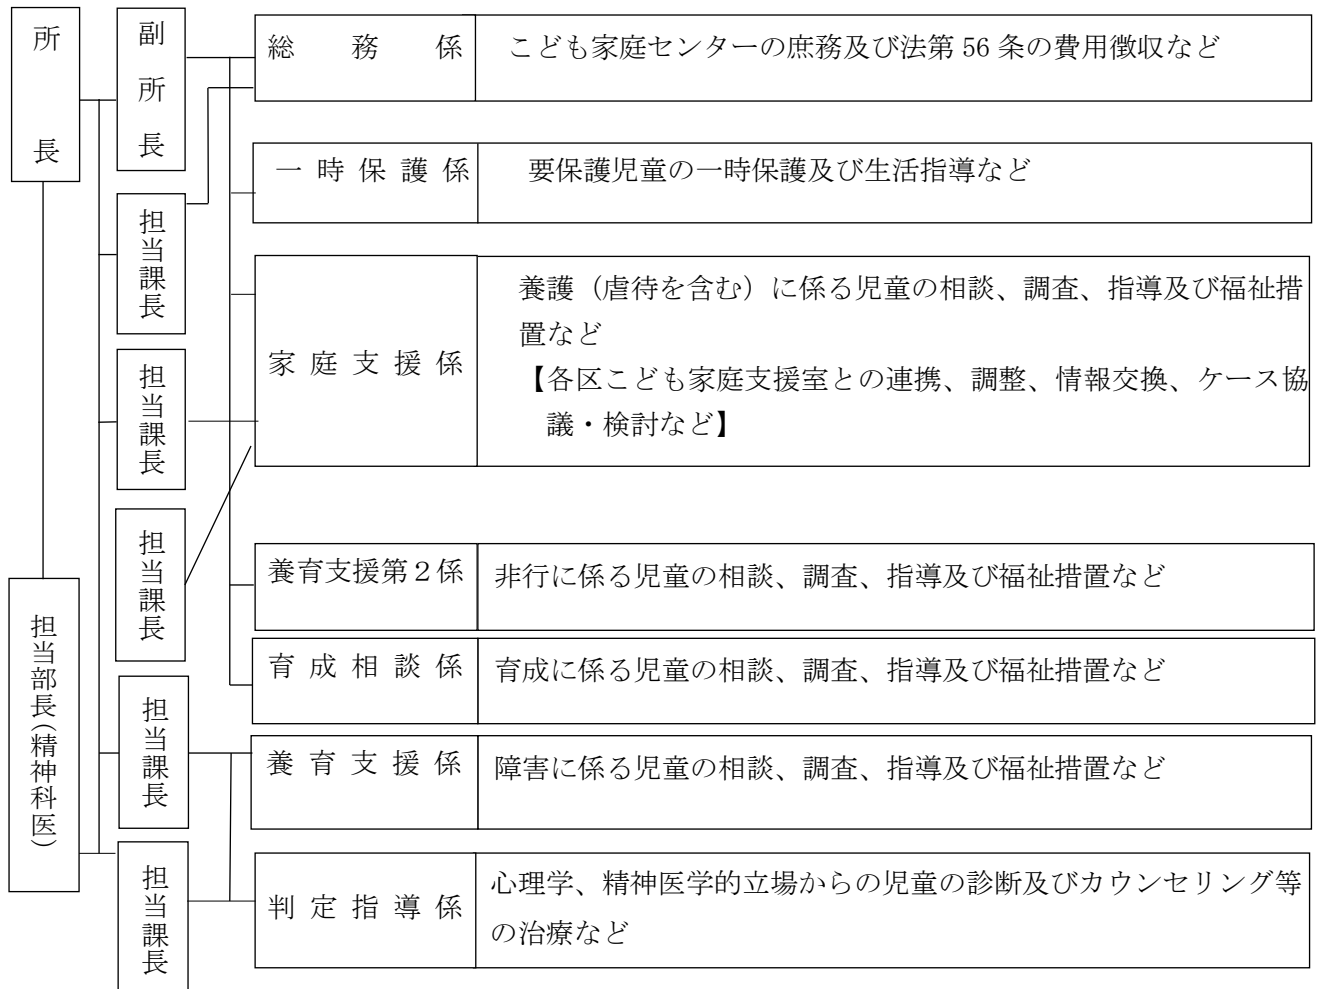 所長
副所長
総務係
こども家庭センターの庶務及び法第 56 条の費用徴収など
一時保護係
要保護児童の一時保護及び生活指導など
担当課長
家庭支援係
養護（虐待を含む）に係る児童の相談、調査、指導及び福祉措
置など
【各区こども家庭支援室との連携、調整、情報交換、ケース協
議・検討など】
担当課長
担当課長
養育支援第２係
非行に係る児童の相談、調査、指導及び福祉措置など
担当部長（精神科医）
育成相談係
育成に係る児童の相談、調査、指導及び福祉措置など
担当課長
養育支援係
障害に係る児童の相談、調査、指導及び福祉措置など
担当課長
判定指導係
心理学、精神医学的立場からの児童の診断及びカウンセリング等
の治療など